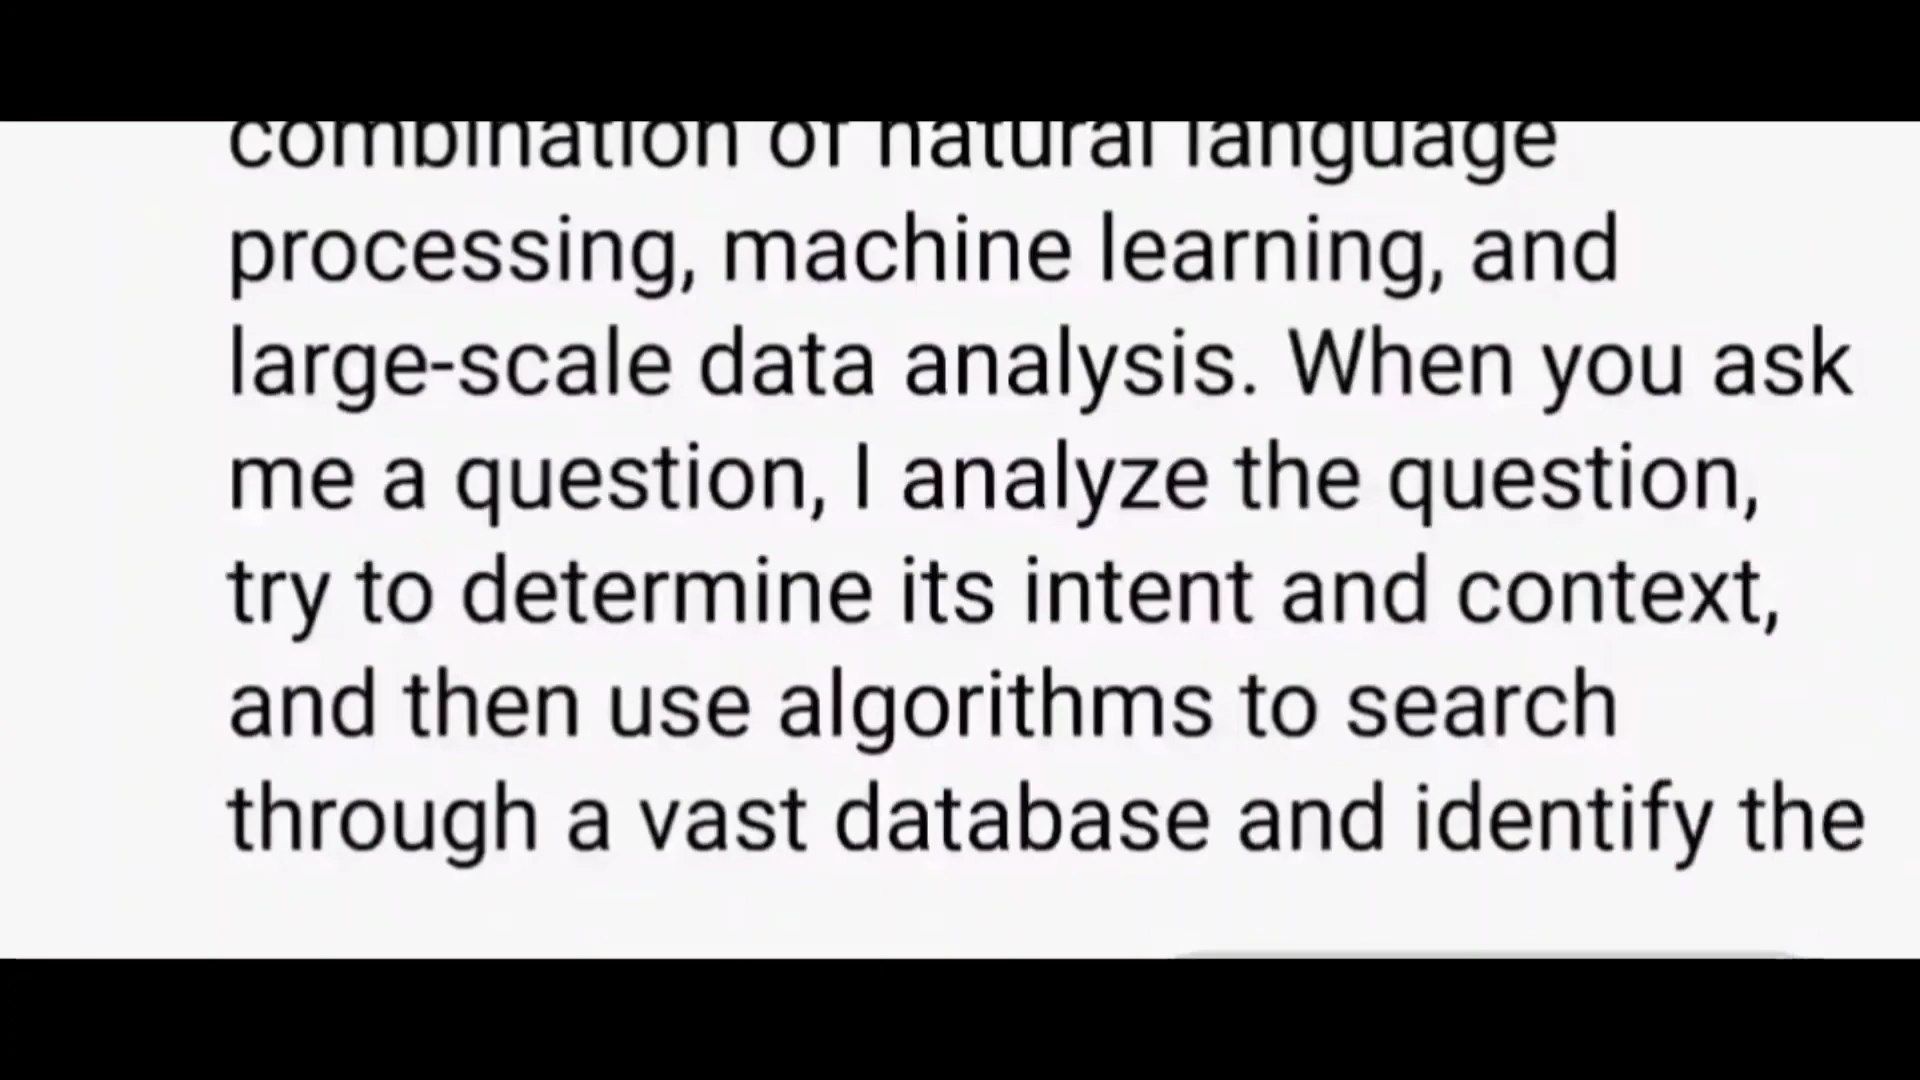 combination of natural language
processing, machine learning, and
large-scale data analysis. When you ask
me a question, I analyze the question,
try to determine its intent and context,
and then use algorithms to search
through a vast database and identify the